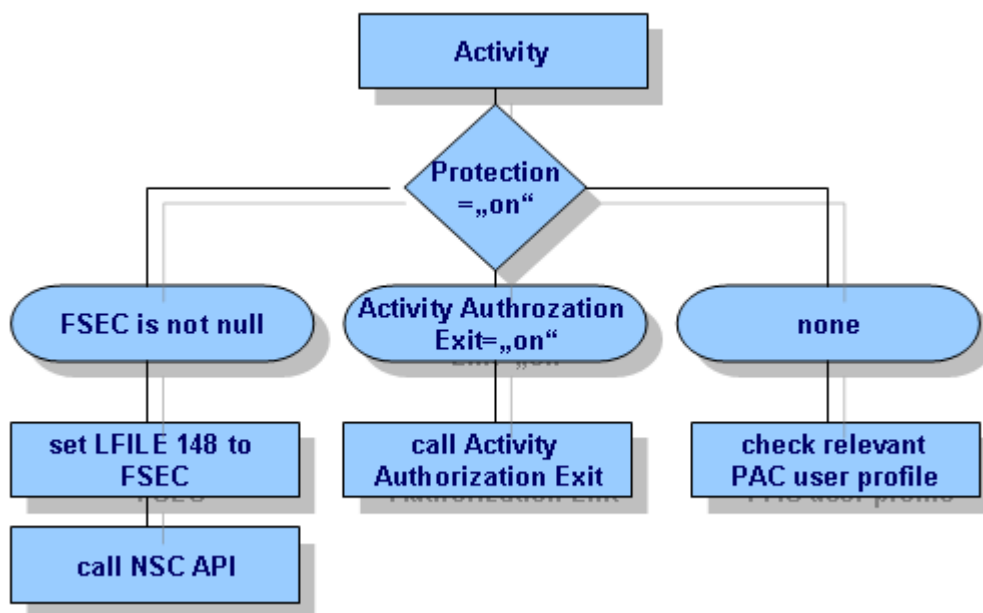 Activity
Protection
=„on“
FSEC is not null
Activity Authrozation
Exit=„on“
none
set LFILE 148 to
FSEC
call Activity
Authorization Exit
check relevant
PAC user profile
call NSC API